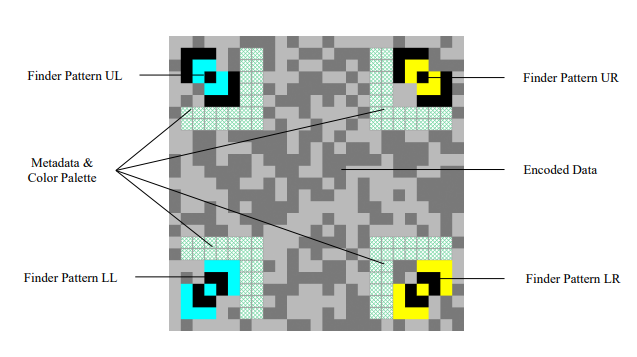 Finder Pattern UL
Finder Pattern UR
Metadata &
Color Palette
Encoded Data
Finder Pattern LL
Finder Pattern LR